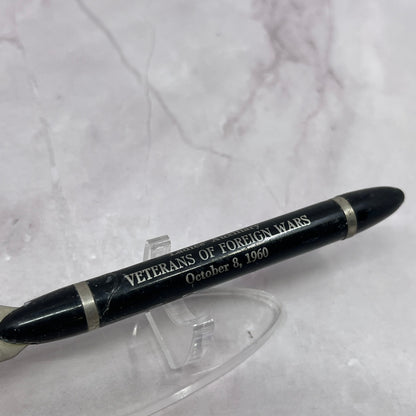 VETERANS OF FOREIGN WARS
October 8, 1960